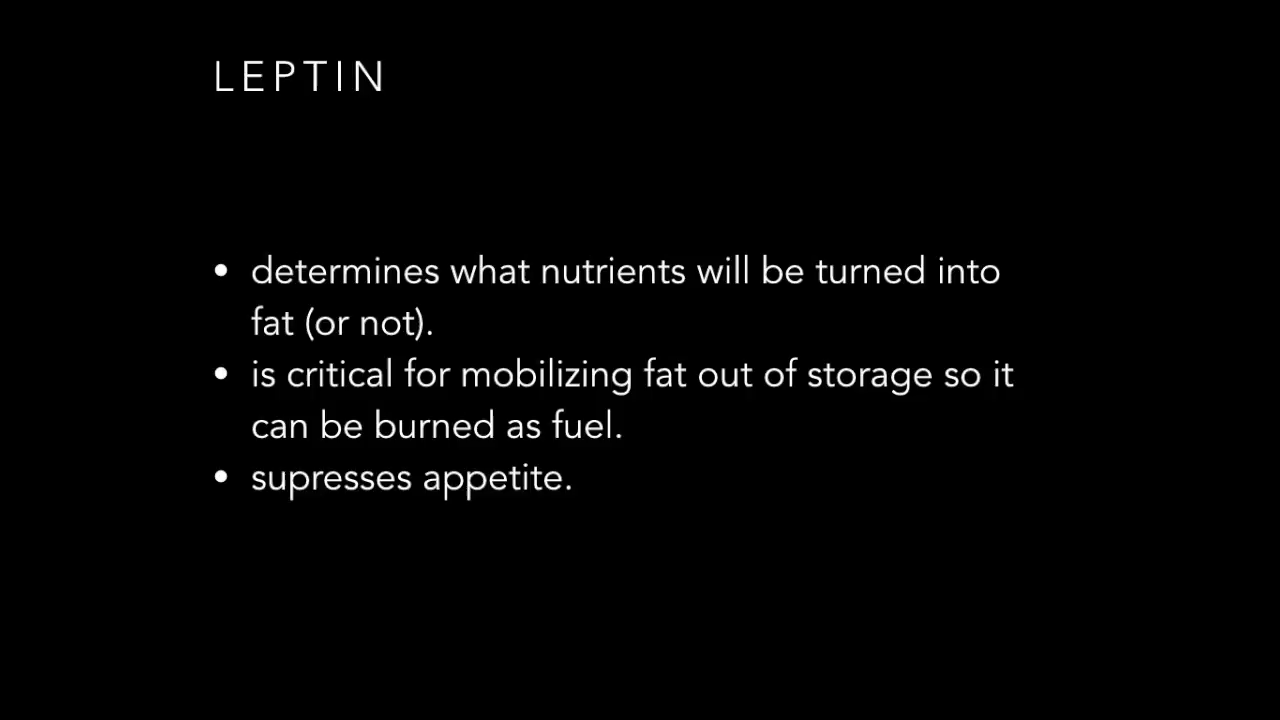 LEPTIN
• determines what nutrients will be turned into
fat (or not).
• is critical for mobilizing fat out of storage so it
can be burned as fuel.
• supresses appetite.